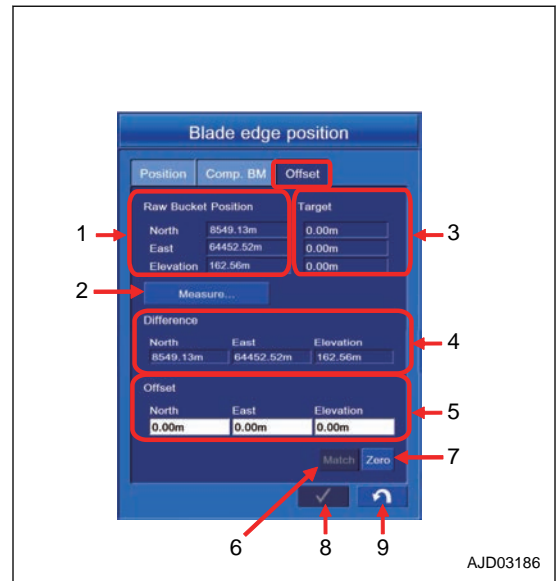 Blade edge position
Position Comp. BM Offset
Raw Bucket Position Target
1
North 8549.13m 0.00m
3
East 64452.52m 0.00m
Elevation 162.56m 0.00m
2
Measure...
Difference
North East Elevation
4
8549.13m 64452.52m 162.56m
Offset
North East Elevation
5
0.00m 0.00m 0.00m
Match Zero
7
6 8 9
AJD03186